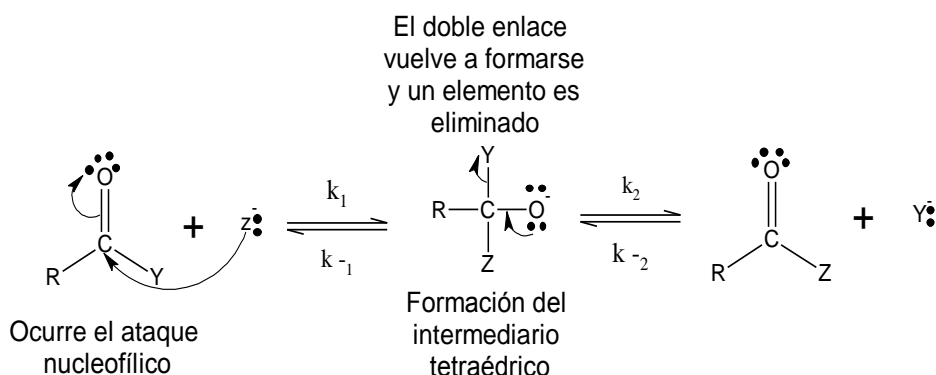 El doble enlace
vuelve a formarse
y un elemento es
eliminado
O
C
R
Y
+
z:⁻
k₁
k -₁
Y
R
C
O⁻
Z
k₂
k -₂
O
C
R
Z
+
Y:⁻
Ocurre el ataque
nucleofílico
Formación del
intermediario
tetraédrico